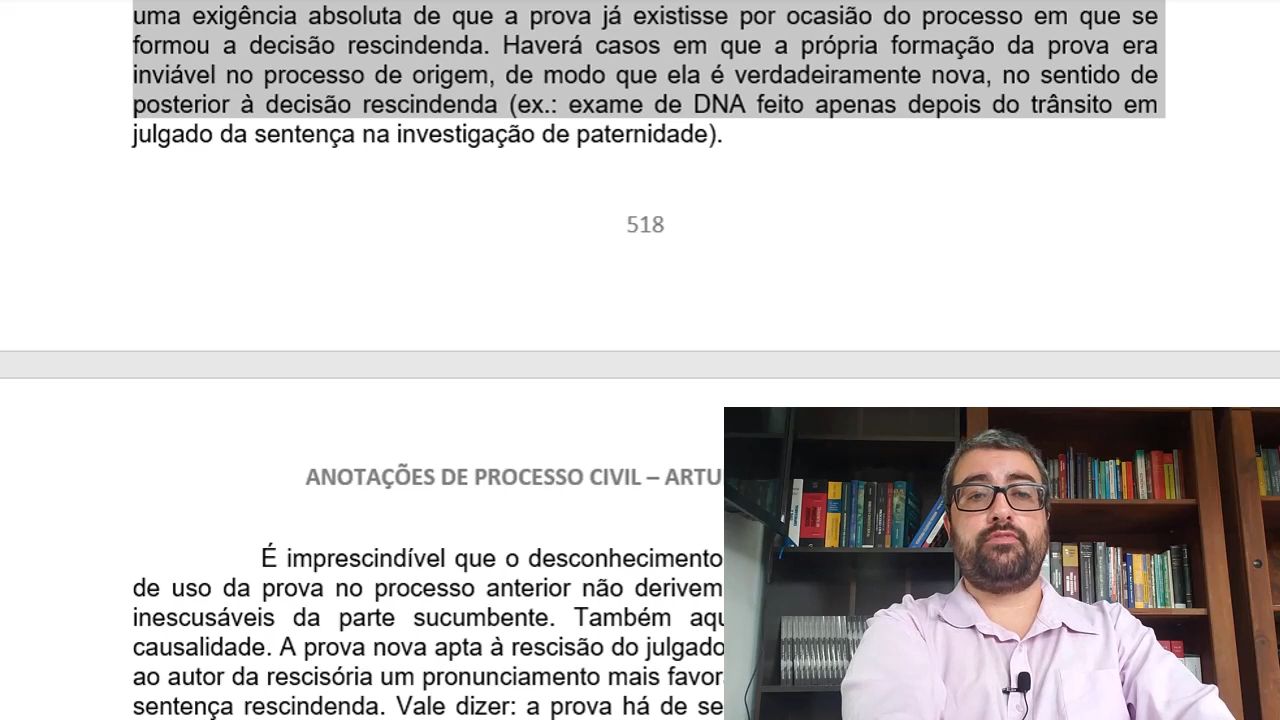 uma exigência absoluta de que a prova já existisse por ocasião do processo em que se
formou a decisão rescindenda. Haverá casos em que a própria formação da prova era
inviável no processo de origem, de modo que ela é verdadeiramente nova, no sentido de
posterior à decisão rescindenda (ex.: exame de DNA feito apenas depois do trânsito em
julgado da sentença na investigação de paternidade).
518
ANOTAÇÕES DE PROCESSO CIVIL – ARTU
É imprescindível que o desconhecimento
de uso da prova no processo anterior não derivem
inescusáveis da parte sucumbente. Também aqu
causalidade. A prova nova apta à rescisão do julgado
ao autor da rescisória um pronunciamento mais favor
sentença rescindenda. Vale dizer: a prova há de se